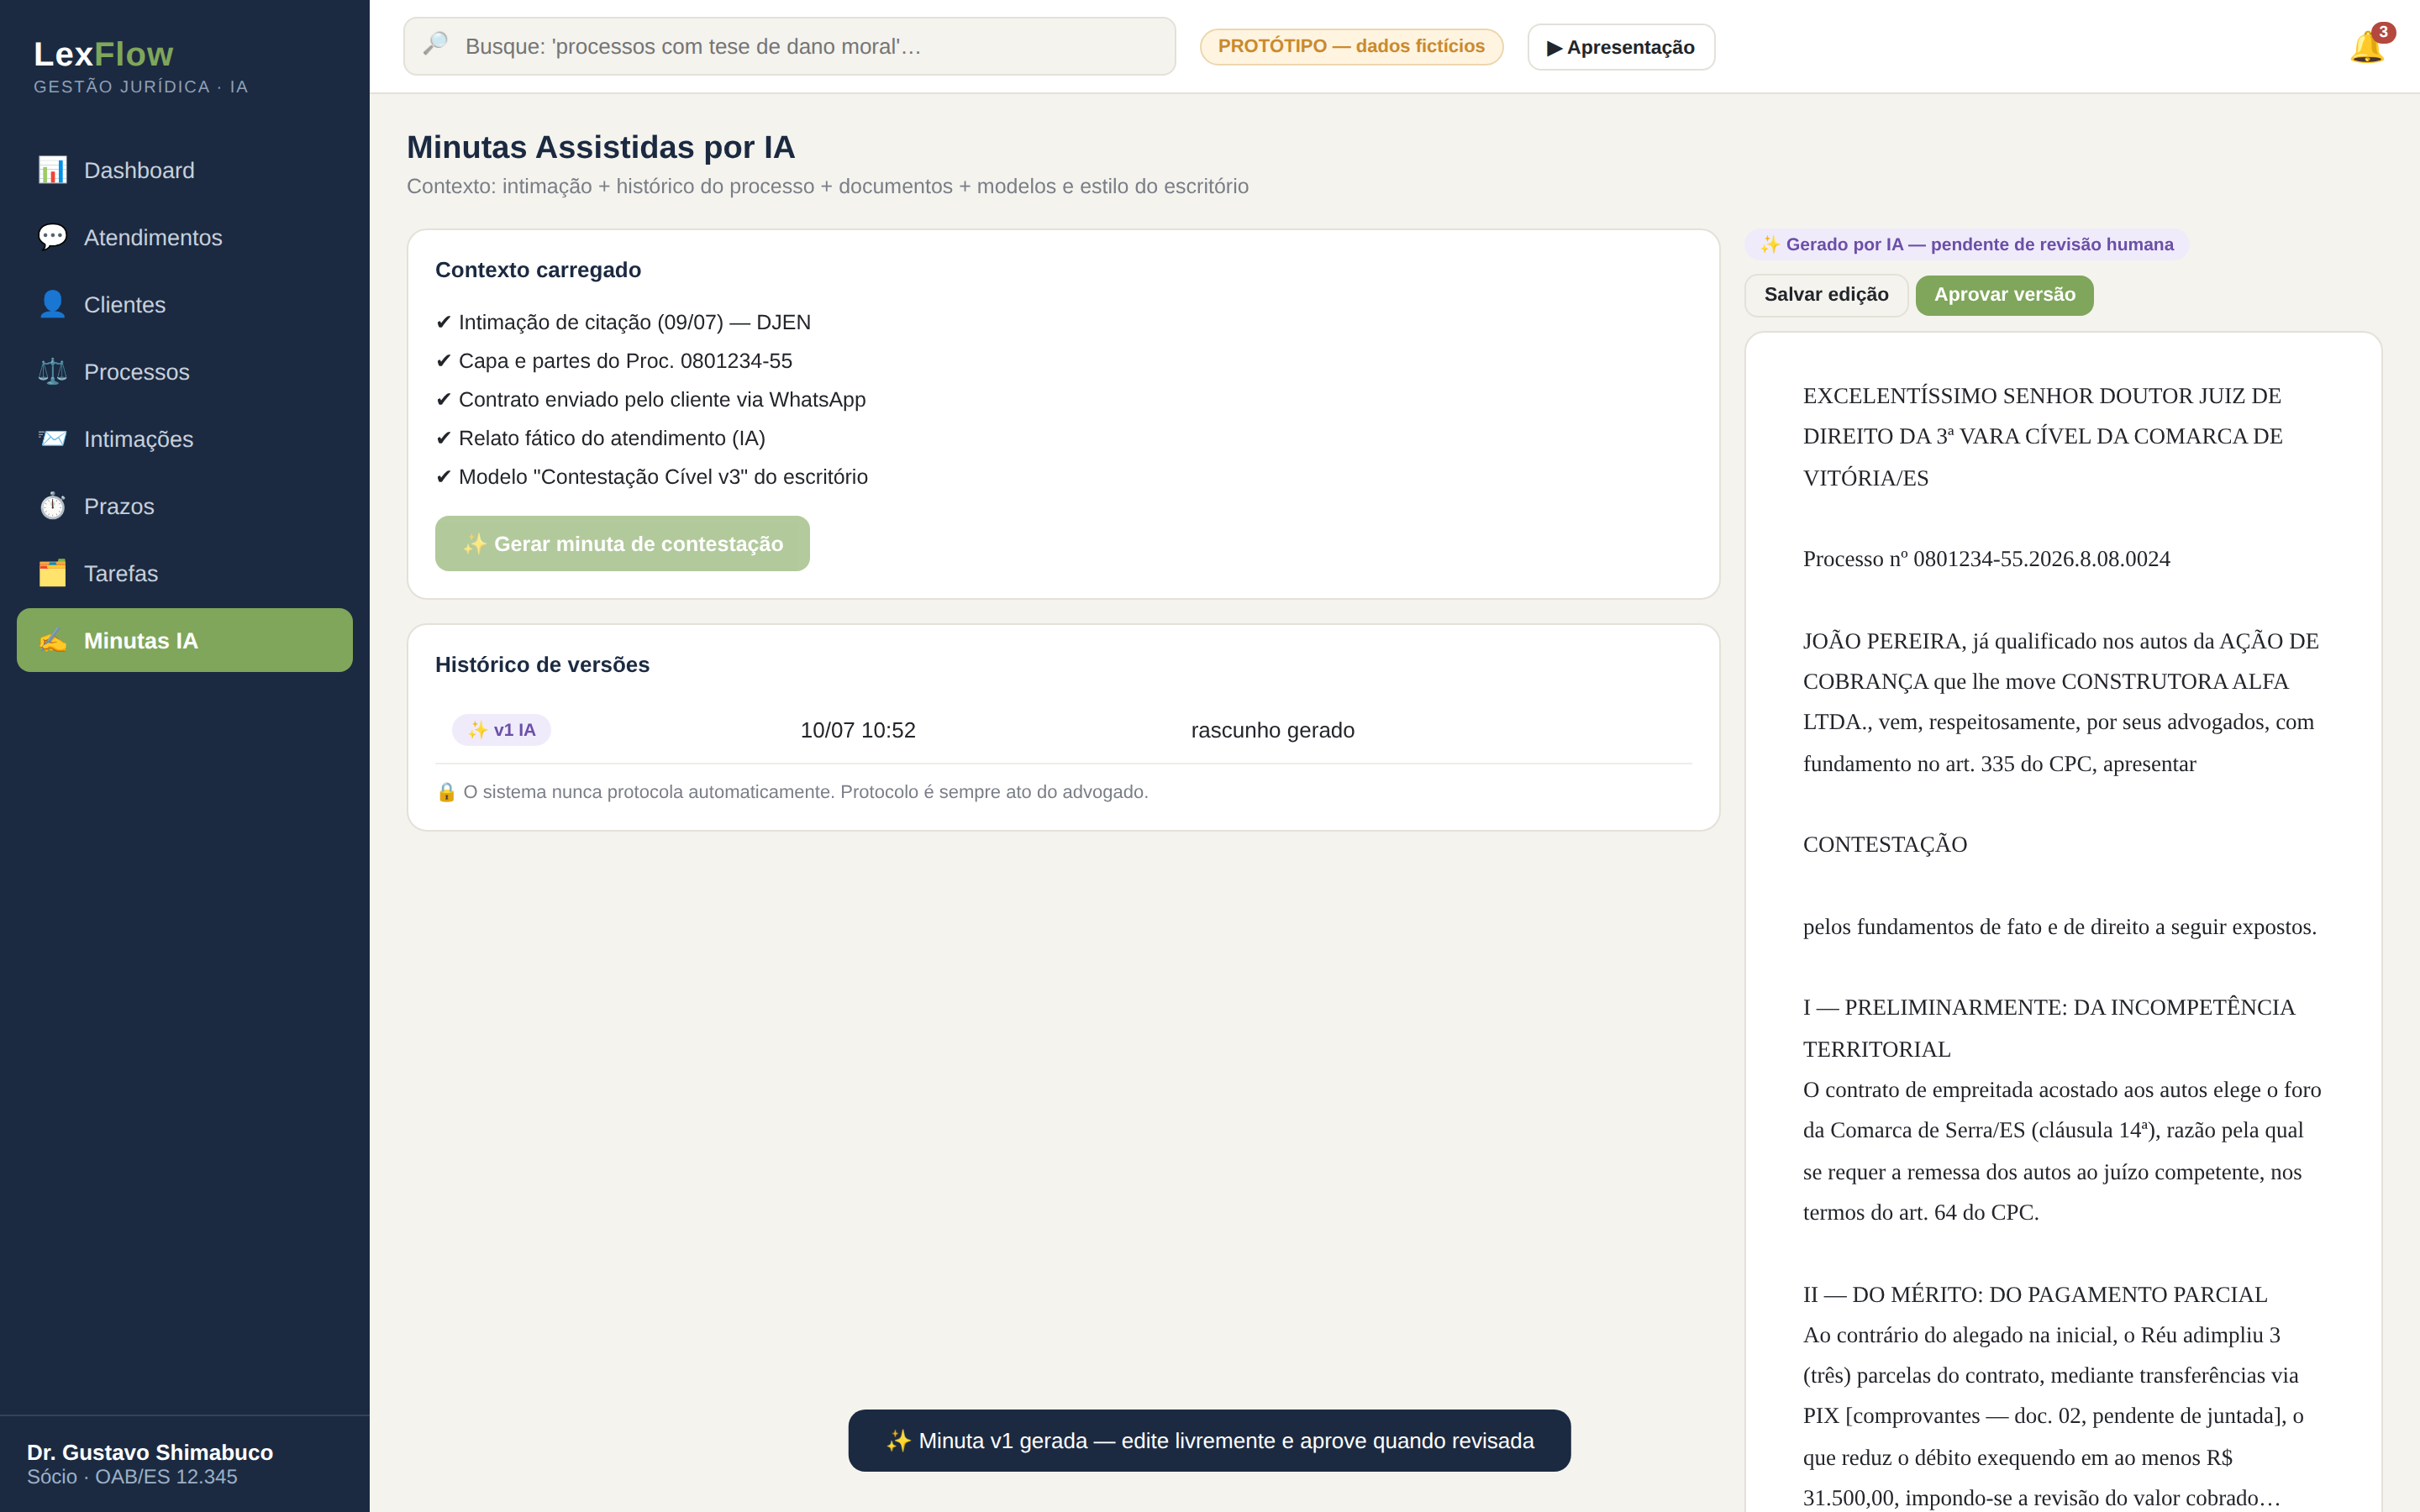 LexFlow
GESTÃO JURÍDICA · IA
Dashboard
Atendimentos
Clientes
Processos
Intimações
Prazos
Tarefas
Minutas IA
Dr. Gustavo Shimabuco
Sócio · OAB/ES 12.345
Busque: 'processos com tese de dano moral'…
PROTÓTIPO — dados fictícios
▶ Apresentação
3
Minutas Assistidas por IA
Contexto: intimação + histórico do processo + documentos + modelos e estilo do escritório
Contexto carregado
✔ Intimação de citação (09/07) — DJEN
✔ Capa e partes do Proc. 0801234-55
✔ Contrato enviado pelo cliente via WhatsApp
✔ Relato fático do atendimento (IA)
✔ Modelo "Contestação Cível v3" do escritório
✨ Gerar minuta de contestação
Histórico de versões
✨ v1 IA 10/07 10:52 rascunho gerado
🔒 O sistema nunca protocola automaticamente. Protocolo é sempre ato do advogado.
✨ Gerado por IA — pendente de revisão humana
Salvar edição Aprovar versão
EXCELENTÍSSIMO SENHOR DOUTOR JUIZ DE
DIREITO DA 3ª VARA CÍVEL DA COMARCA DE
VITÓRIA/ES
Processo nº 0801234-55.2026.8.08.0024
JOÃO PEREIRA, já qualificado nos autos da AÇÃO DE
COBRANÇA que lhe move CONSTRUTORA ALFA
LTDA., vem, respeitosamente, por seus advogados, com
fundamento no art. 335 do CPC, apresentar
CONTESTAÇÃO
pelos fundamentos de fato e de direito a seguir expostos.
I — PRELIMINARMENTE: DA INCOMPETÊNCIA
TERRITORIAL
O contrato de empreitada acostado aos autos elege o foro
da Comarca de Serra/ES (cláusula 14ª), razão pela qual
se requer a remessa dos autos ao juízo competente, nos
termos do art. 64 do CPC.
II — DO MÉRITO: DO PAGAMENTO PARCIAL
Ao contrário do alegado na inicial, o Réu adimpliu 3
(três) parcelas do contrato, mediante transferências via
PIX [comprovantes — doc. 02, pendente de juntada], o
que reduz o débito exequendo em ao menos R$
31.500,00, impondo-se a revisão do valor cobrado…
✨ Minuta v1 gerada — edite livremente e aprove quando revisada